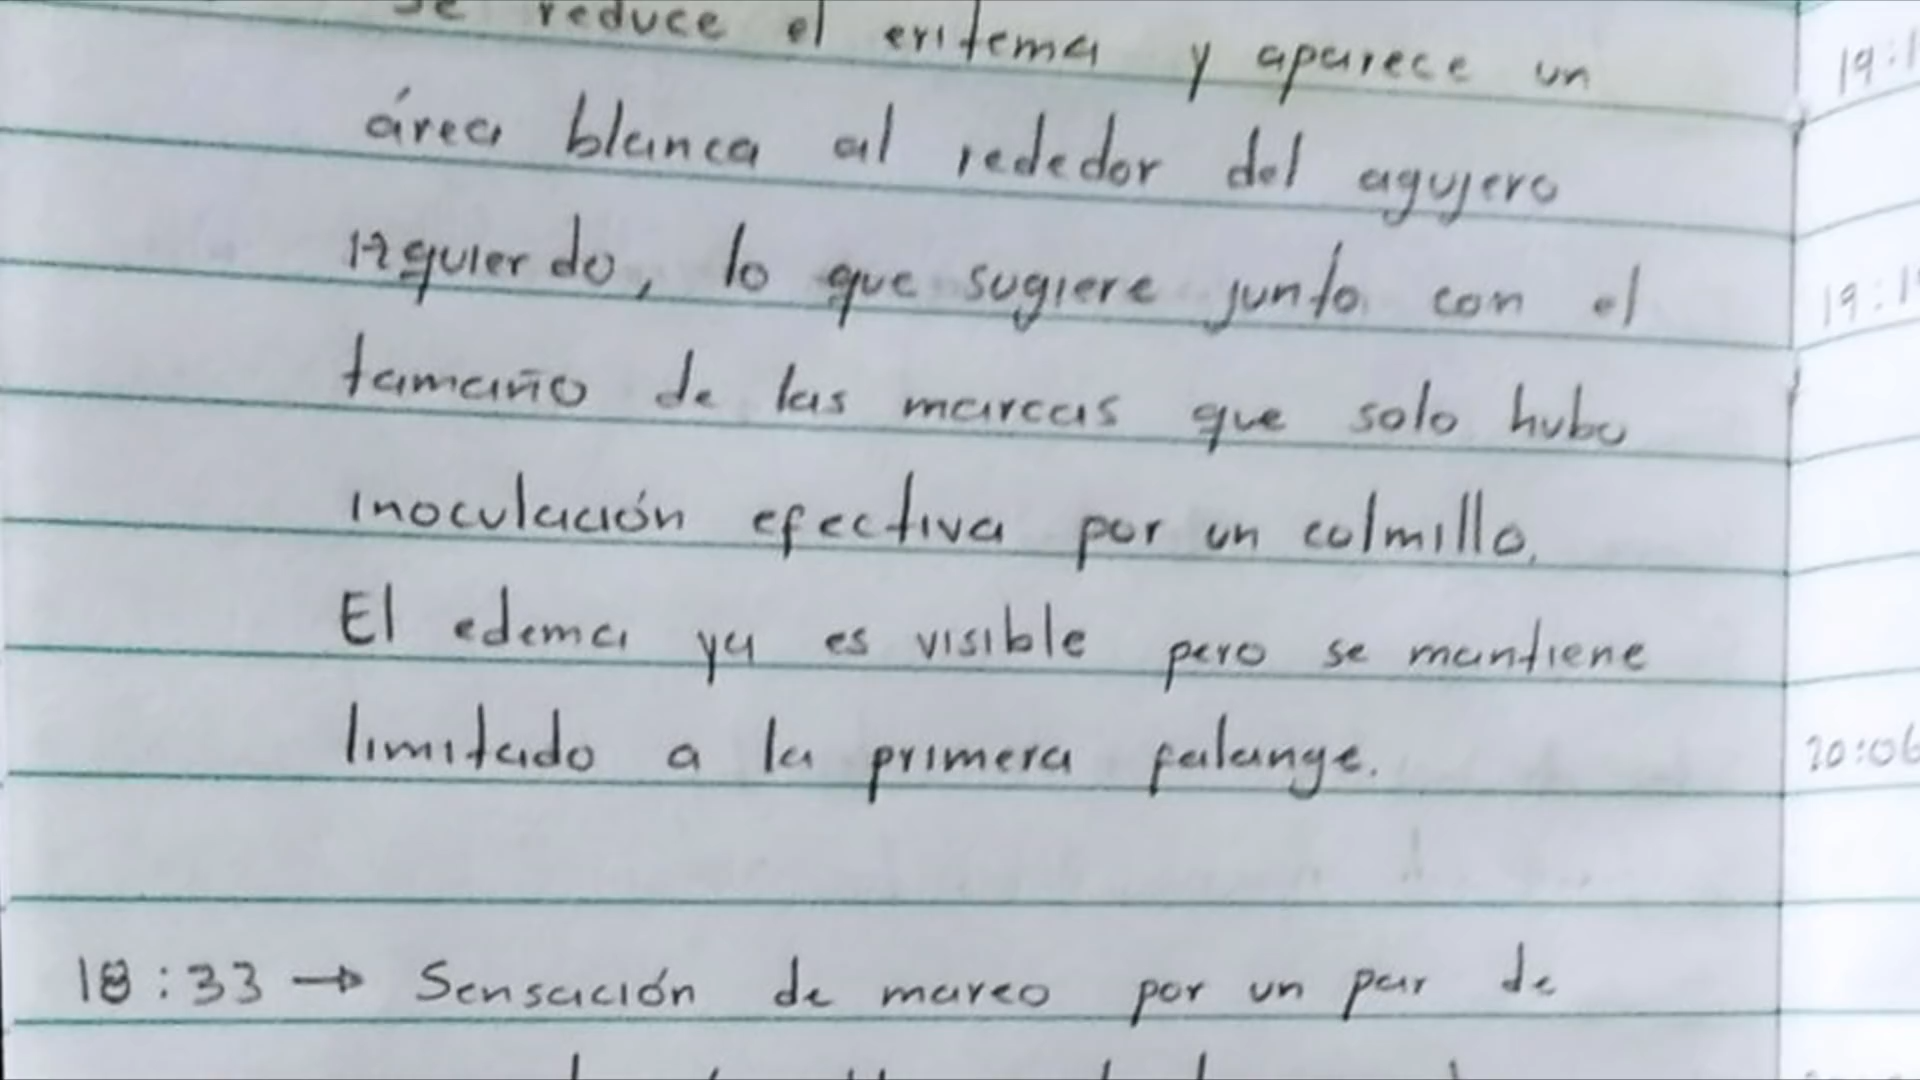 se reduce el eritema y aparece un
área blanca al rededor del agujero
izquierdo, lo que sugiere junto con el
tamaño de las marcas que solo hubo
inoculación efectiva por un colmillo.
El edema ya es visible pero se mantiene
limitado a la primera falange.
18:33 → Sensación de mareo por un par de
20:06